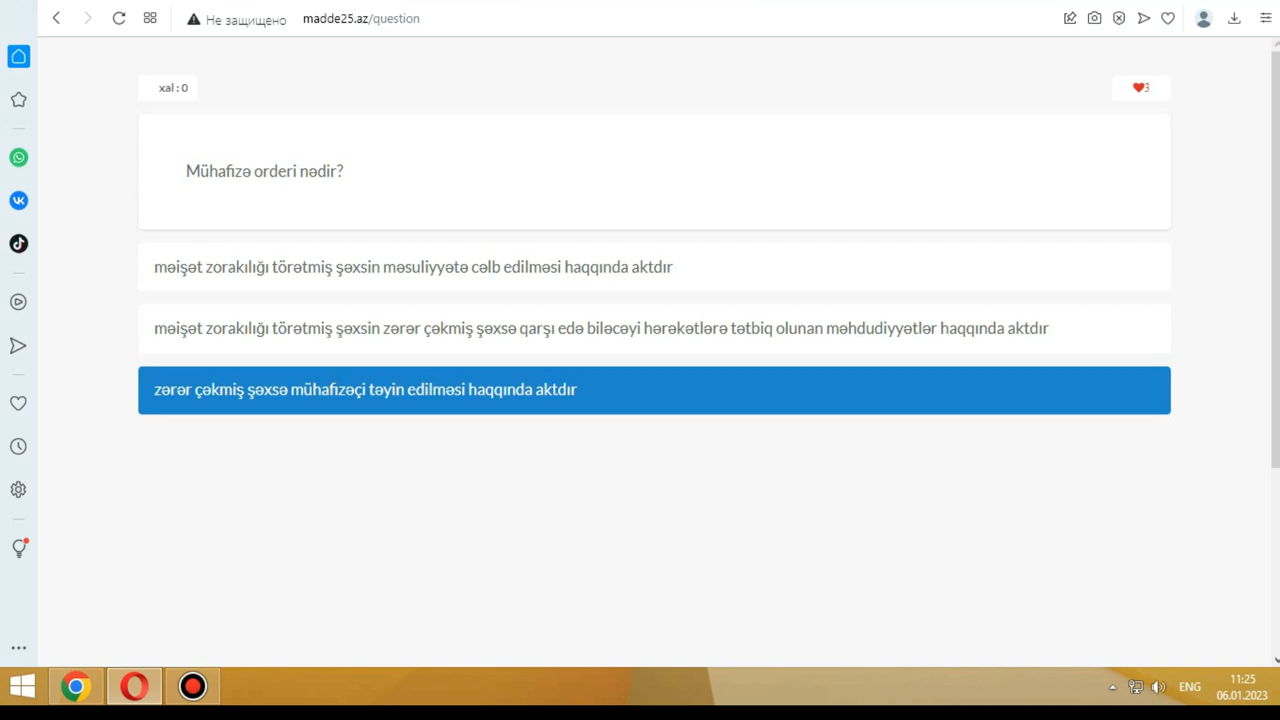 Не защищено madde25.az/question
xal : 0
3
Mühafizə orderi nədir?
məişət zorakılığı törətmiş şəxsin məsuliyyətə cəlb edilməsi haqqında aktdır
məişət zorakılığı törətmiş şəxsin zərər çəkmiş şəxsə qarşı edə biləcəyi hərəkətlərə tətbiq olunan məhdudiyyətlər haqqında aktdır
zərər çəkmiş şəxsə mühafizəçi təyin edilməsi haqqında aktdır
ENG
11:25
06.01.2023